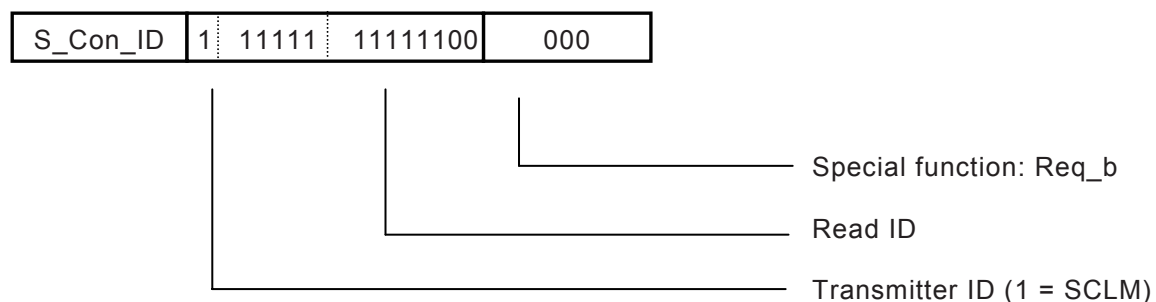 S_Con_ID 1 11111 11111100 000
Special function: Req_b
Read ID
Transmitter ID (1 = SCLM)